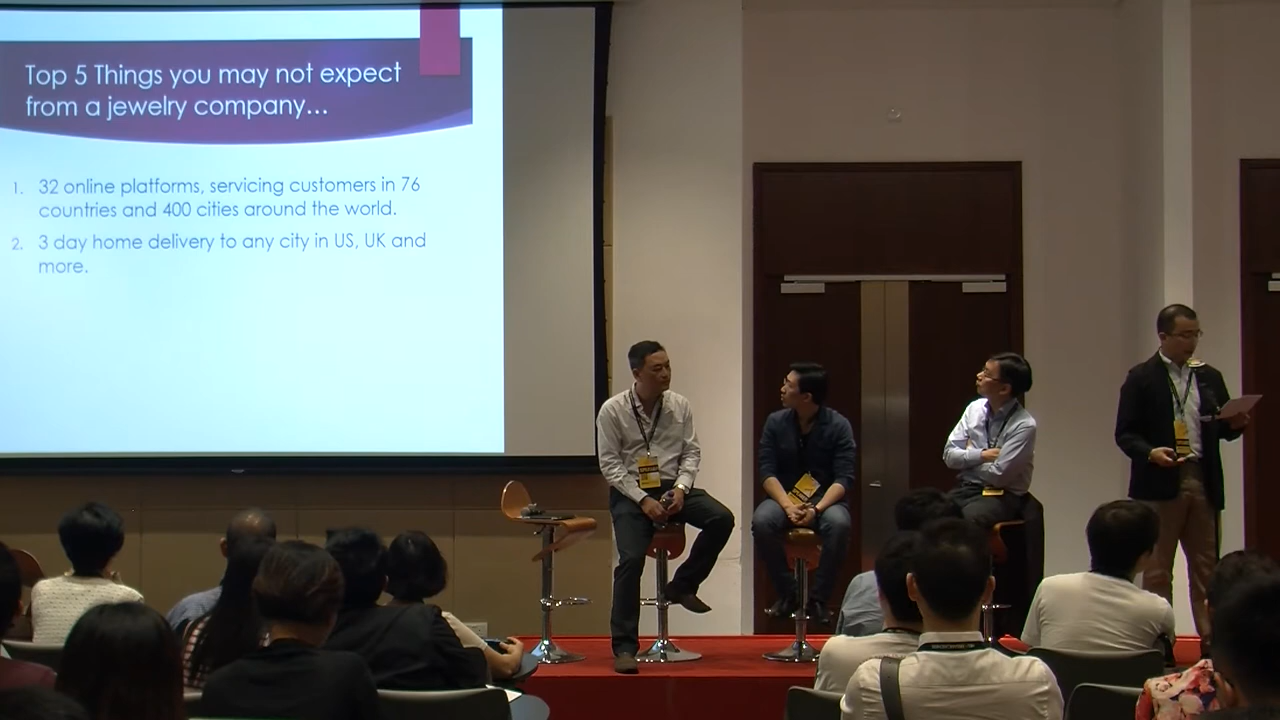 Top 5 Things you may not expect
from a jewelry company…
1. 32 online platforms, servicing customers in 76
countries and 400 cities around the world.
2. 3 day home delivery to any city in US, UK and
more.